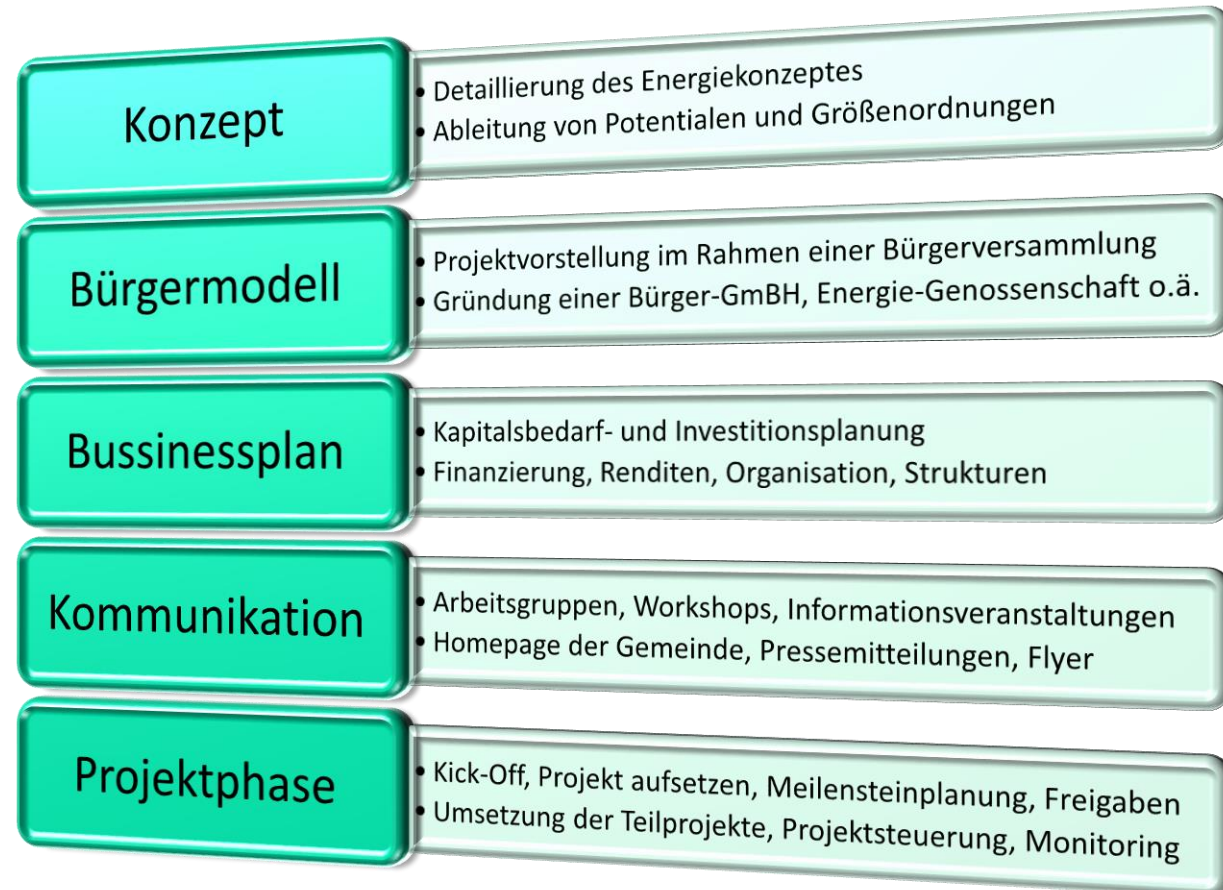 Konzept
• Detaillierung des Energiekonzeptes
• Ableitung von Potentialen und Größenordnungen
Bürgermodell
• Projektvorstellung im Rahmen einer Bürgerversammlung
• Gründung einer Bürger-GmBH, Energie-Genossenschaft o.ä.
Bussinessplan
• Kapitalsbedarf- und Investitionsplanung
• Finanzierung, Renditen, Organisation, Strukturen
Kommunikation
• Arbeitsgruppen, Workshops, Informationsveranstaltungen
• Homepage der Gemeinde, Pressemitteilungen, Flyer
Projektphase
• Kick-Off, Projekt aufsetzen, Meilensteinplanung, Freigaben
• Umsetzung der Teilprojekte, Projektsteuerung, Monitoring